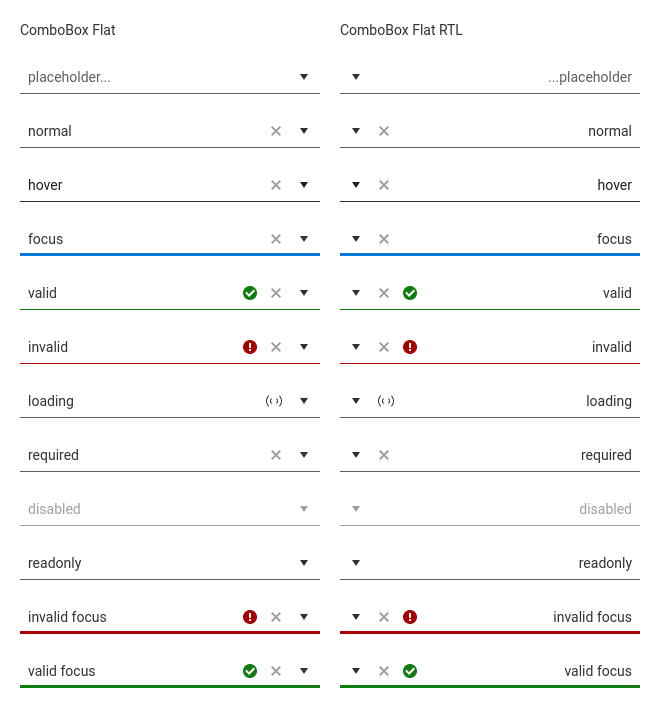 ComboBox Flat
placeholder...
normal
hover
focus
valid
invalid
loading
required
disabled
readonly
invalid focus
valid focus
ComboBox Flat RTL
...placeholder
normal
hover
focus
valid
invalid
loading
required
disabled
readonly
invalid focus
valid focus